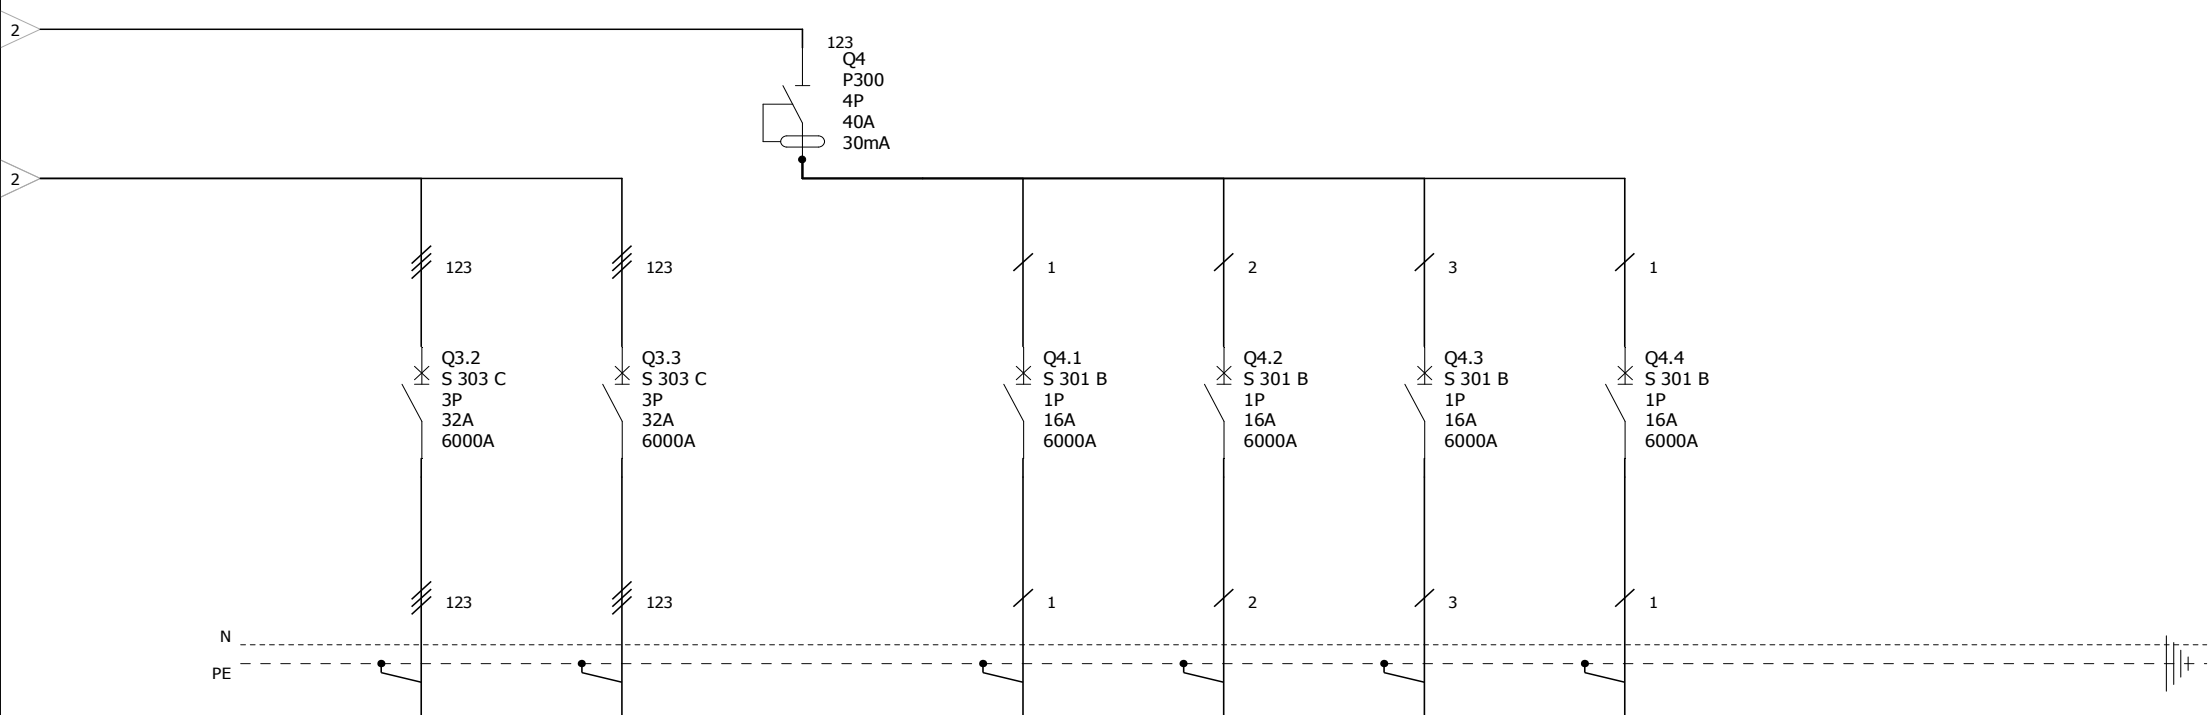 2
123
Q4
P300
4P
40A
30mA
2
123
123
1
2
3
1
Q3.2
S 303 C
3P
32A
6000A
Q3.3
S 303 C
3P
32A
6000A
Q4.1
S 301 B
1P
16A
6000A
Q4.2
S 301 B
1P
16A
6000A
Q4.3
S 301 B
1P
16A
6000A
Q4.4
S 301 B
1P
16A
6000A
123
123
1
2
3
1
N
PE